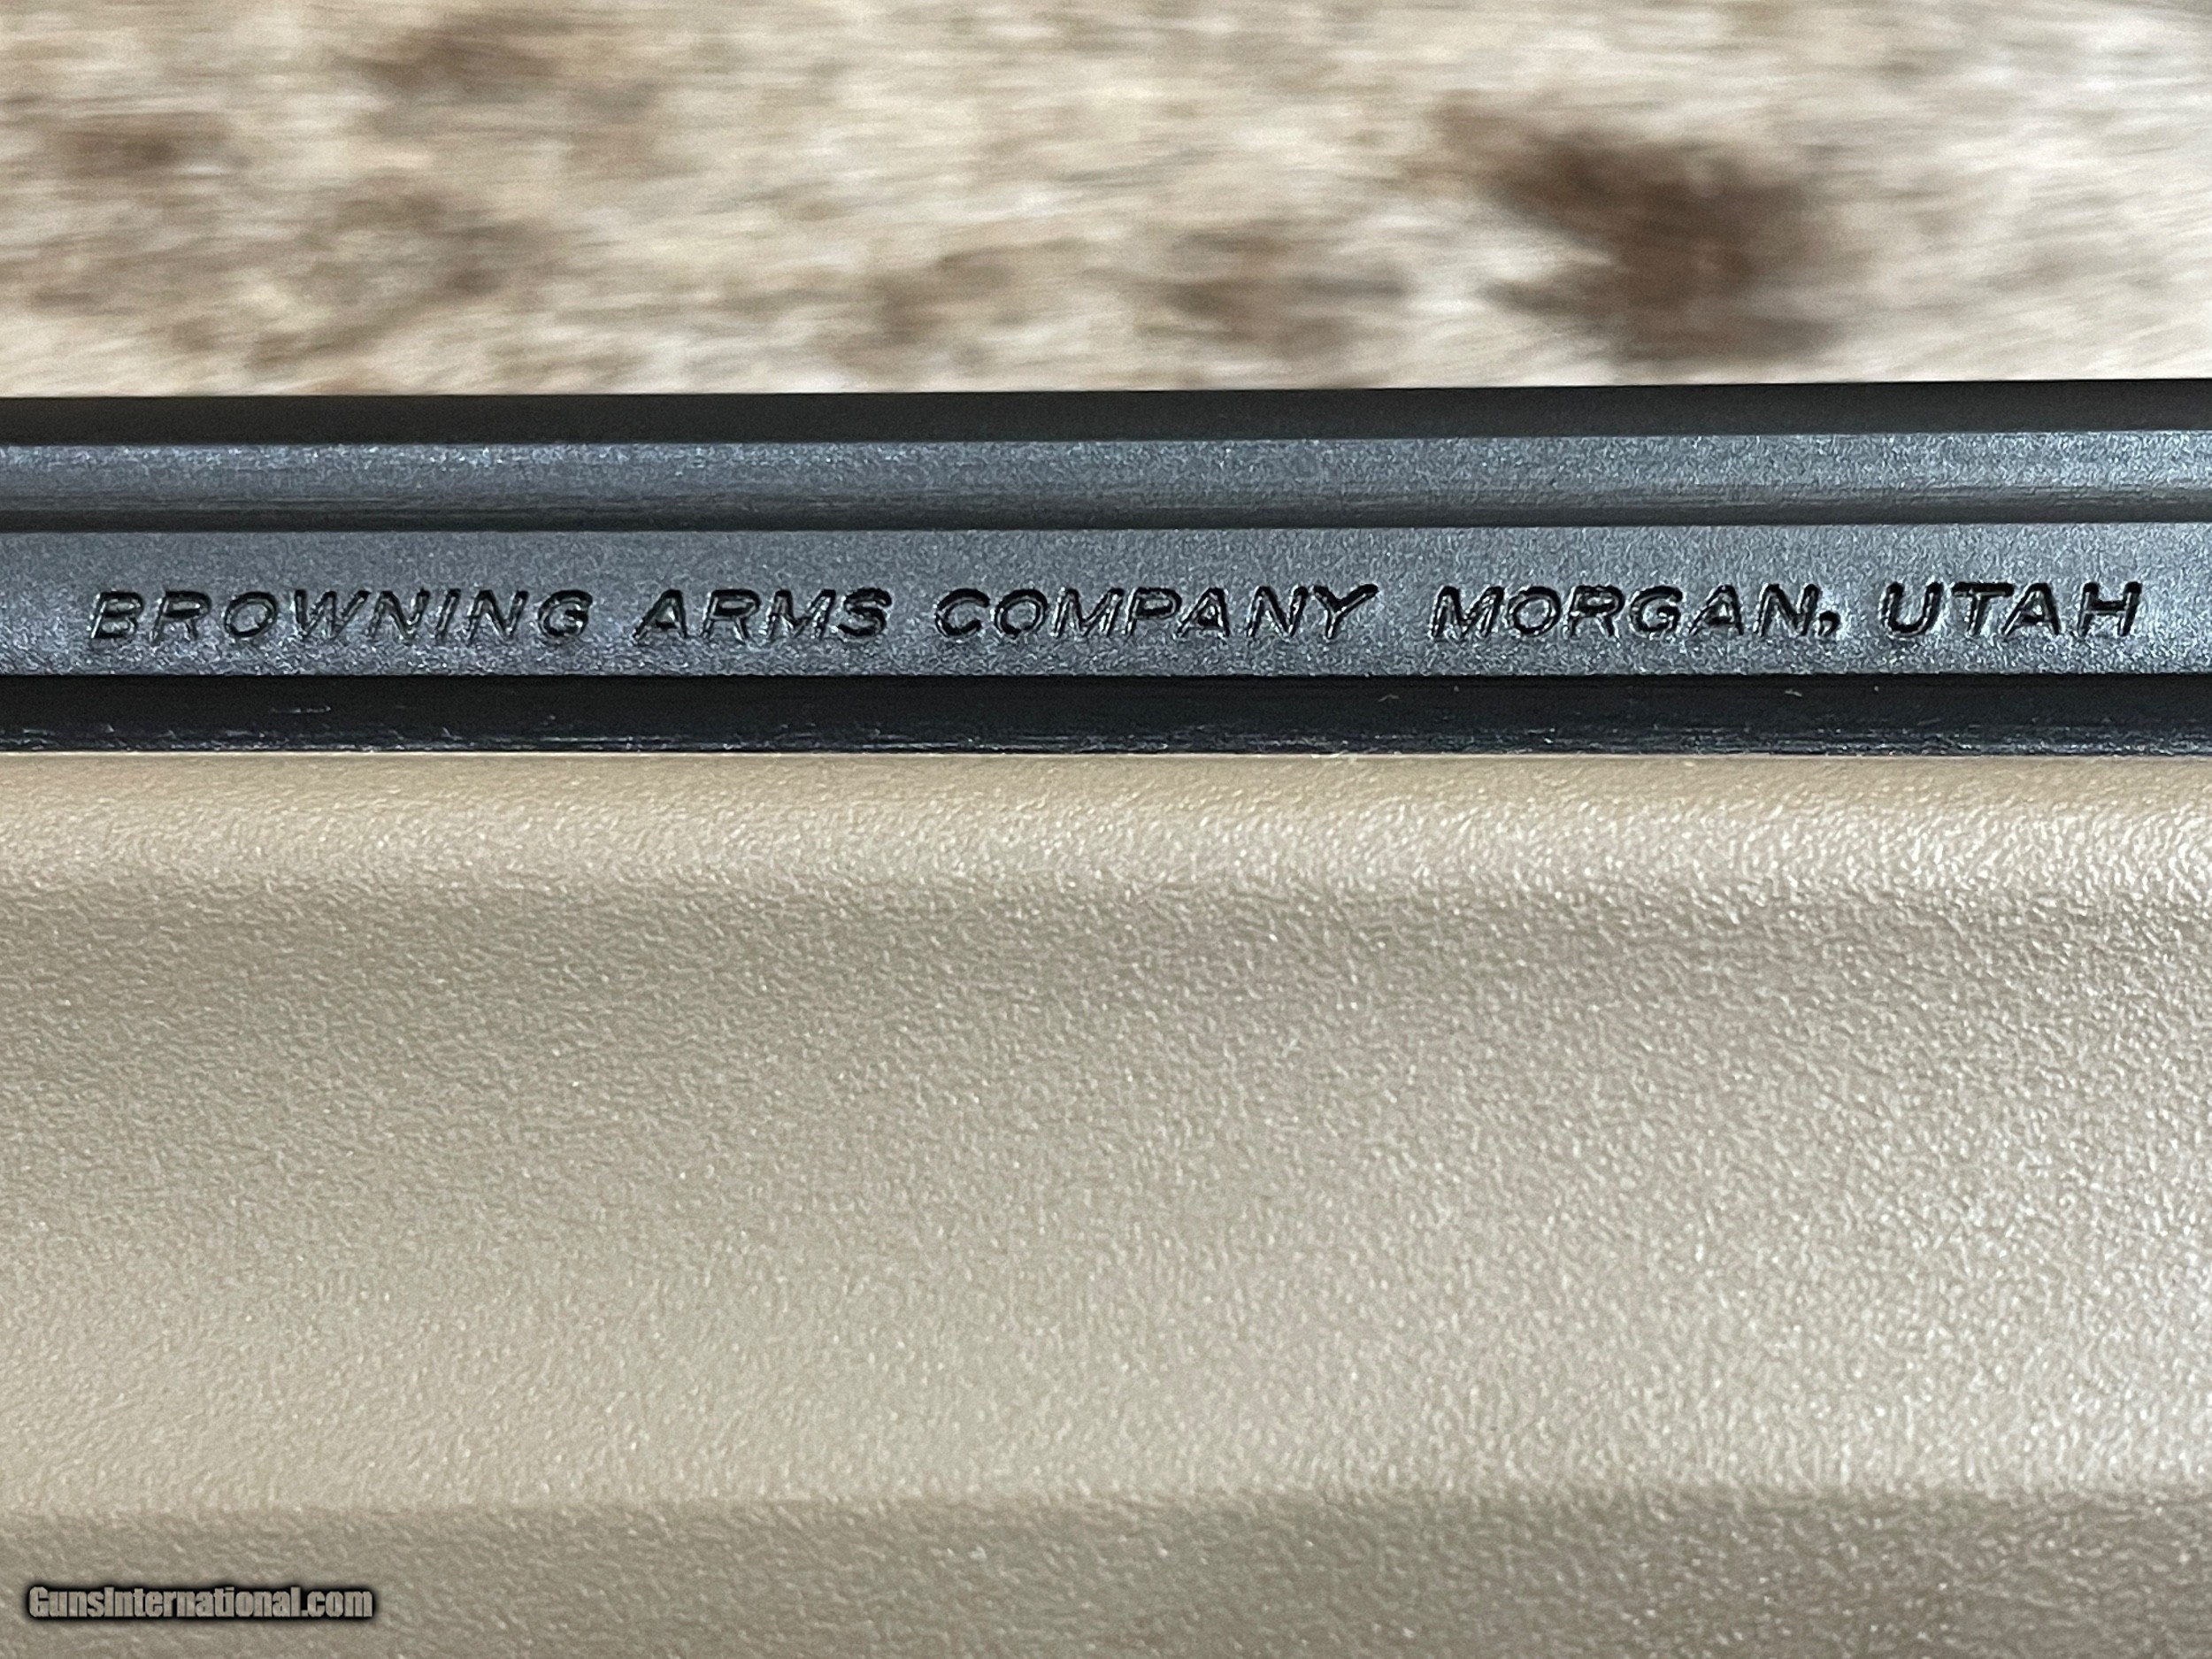 BROWNING ARMS COMPANY MORGAN, UTAH
GunsInternational.com